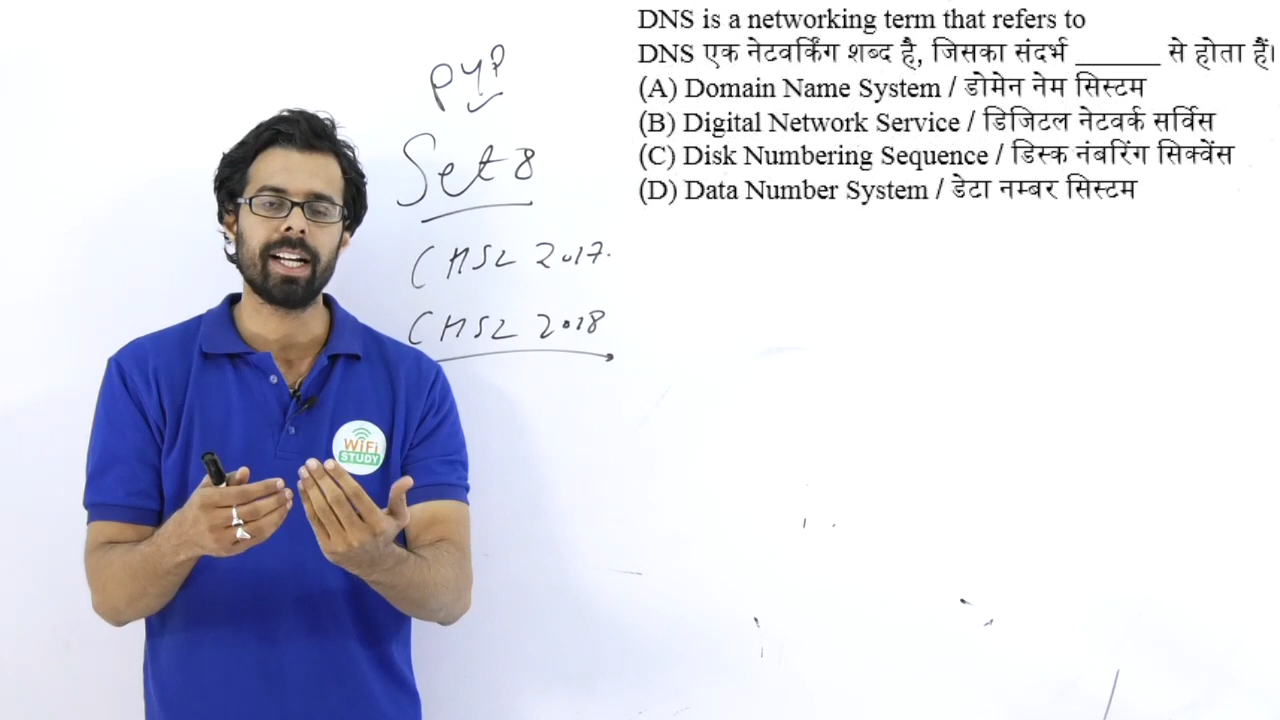 DNS is a networking term that refers to
DNS एक नेटवर्किंग शब्द है, जिसका संदर्भ ______ से होता हैं।
(A) Domain Name System / डोमेन नेम सिस्टम
(B) Digital Network Service / डिजिटल नेटवर्क सर्विस
(C) Disk Numbering Sequence / डिस्क नंबरिंग सिक्वेंस
(D) Data Number System / डेटा नम्बर सिस्टम
PYP
Set 8
CHSL 2017.
CHSL 2018
WiFi
STUDY